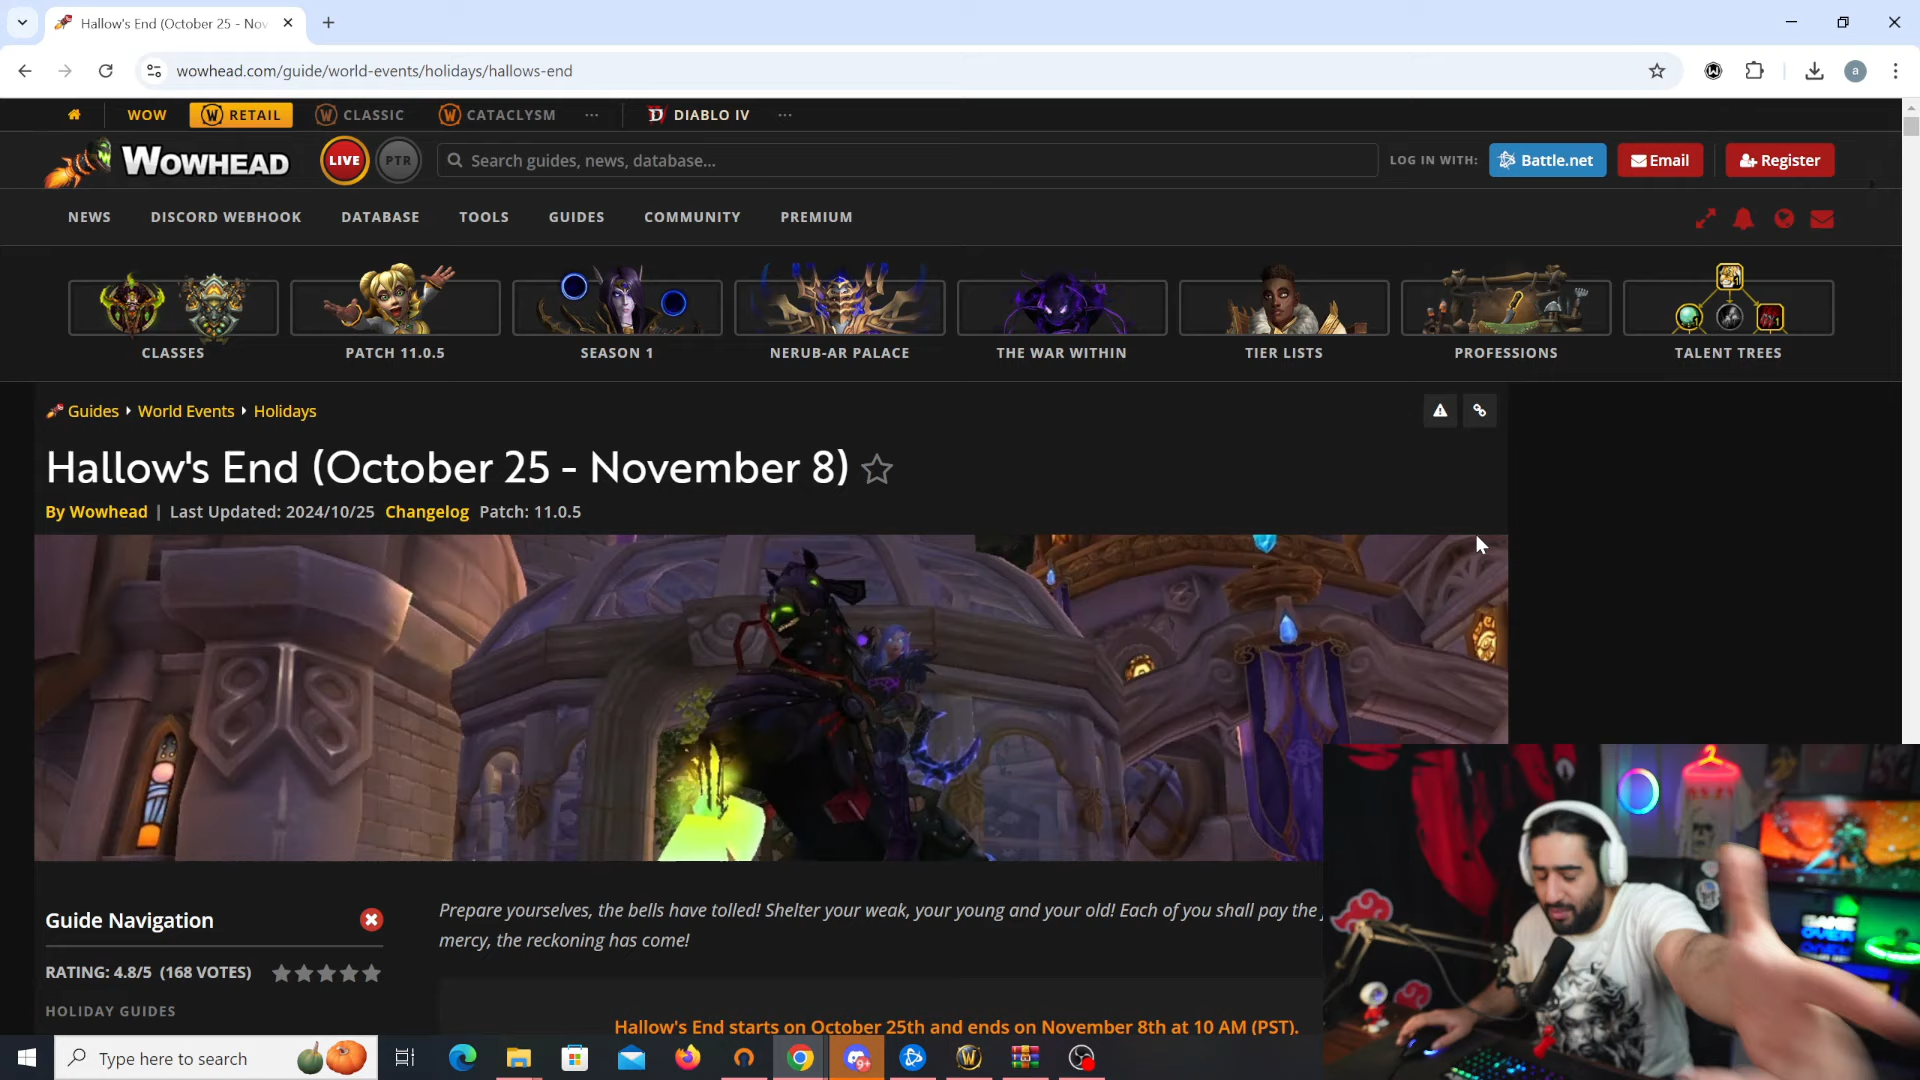 Hallow's End (October 25 - Nov
wowhead.com/guide/world-events/holidays/hallows-end
a
WOW
RETAIL
CLASSIC
CATACLYSM
DIABLO IV
WOWHEAD
LIVE
PTR
Search guides, news, database...
LOG IN WITH:
Battle.net
Email
Register
NEWS
DISCORD WEBHOOK
DATABASE
TOOLS
GUIDES
COMMUNITY
PREMIUM
CLASSES
PATCH 11.0.5
SEASON 1
NERUB-AR PALACE
THE WAR WITHIN
TIER LISTS
PROFESSIONS
TALENT TREES
Guides
World Events
Holidays
Hallow's End (October 25 - November 8)
By Wowhead | Last Updated: 2024/10/25 Changelog Patch: 11.0.5
Guide Navigation
Prepare yourselves, the bells have tolled! Shelter your weak, your young and your old! Each of you shall pay the
mercy, the reckoning has come!
RATING: 4.8/5 (168 VOTES)
HOLIDAY GUIDES
Hallow's End starts on October 25th and ends on November 8th at 10 AM (PST).
Type here to search
9+
GAME
OVER